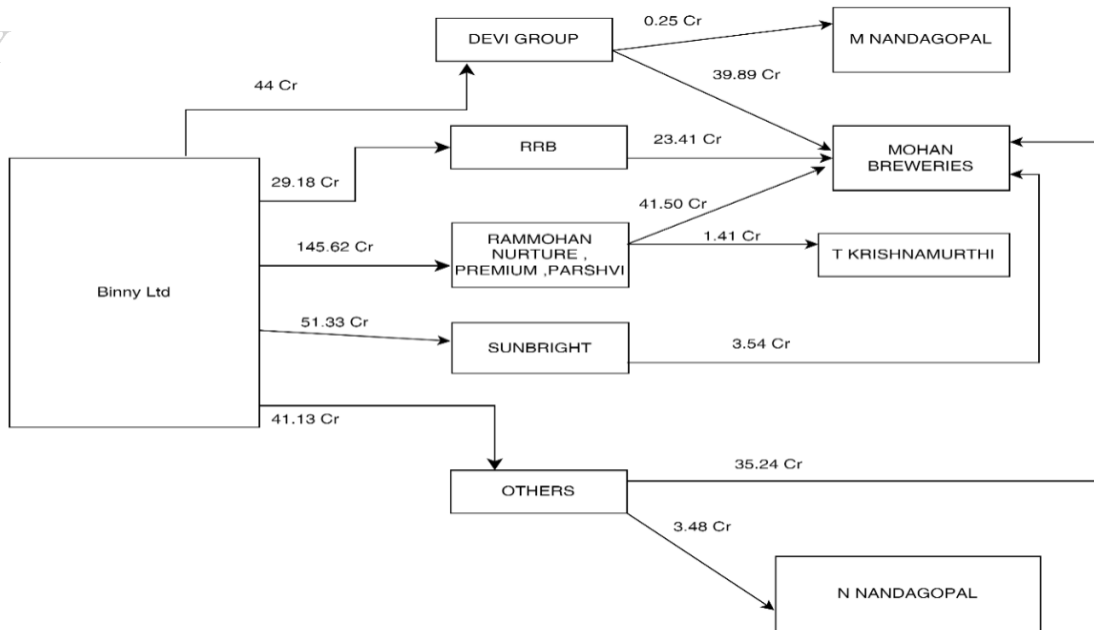 Y
0.25 Cr
DEVI GROUP
M NANDAGOPAL
39.89 Cr
44 Cr
RRB
23.41 Cr
MOHAN
BREWERIES
29.18 Cr
41.50 Cr
RAMMOHAN
NURTURE ,
PREMIUM ,PARSHVI
1.41 Cr
145.62 Cr
T KRISHNAMURTHI
Binny Ltd
51.33 Cr
SUNBRIGHT
3.54 Cr
41.13 Cr
35.24 Cr
OTHERS
3.48 Cr
N NANDAGOPAL